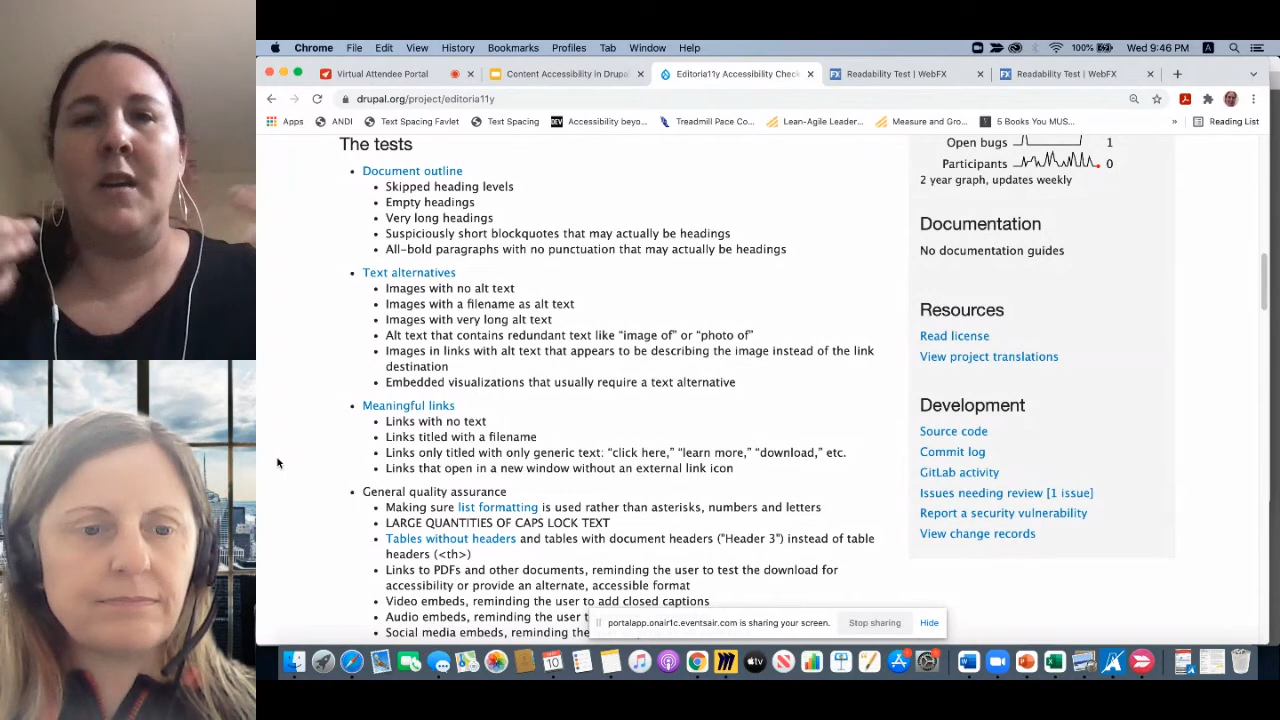 Chrome File Edit View History Bookmarks Profiles Tab Window Help 100% Wed 9:46 PM A
Virtual Attendee Portal
Content Accessibility in Drupa
Editoria11y Accessibility Check
Readability Test | WebFX
Readability Test | WebFX
drupal.org/project/editoria11y
Apps ANDI Text Spacing Favlet Text Spacing DEV Accessibility beyo... Treadmill Pace Co... Lean-Agile Leader... Measure and Gro... 5 Books You MUS... » Reading List
The tests
Document outline
Skipped heading levels
Empty headings
Very long headings
Suspiciously short blockquotes that may actually be headings
All-bold paragraphs with no punctuation that may actually be headings
Text alternatives
Images with no alt text
Images with a filename as alt text
Images with very long alt text
Alt text that contains redundant text like “image of” or “photo of”
Images in links with alt text that appears to be describing the image instead of the link
destination
Embedded visualizations that usually require a text alternative
Meaningful links
Links with no text
Links titled with a filename
Links only titled with only generic text: “click here,” “learn more,” “download,” etc.
Links that open in a new window without an external link icon
General quality assurance
Making sure list formatting is used rather than asterisks, numbers and letters
LARGE QUANTITIES OF CAPS LOCK TEXT
Tables without headers and tables with document headers ("Header 3") instead of table
headers (<th>)
Links to PDFs and other documents, reminding the user to test the download for
accessibility or provide an alternate, accessible format
Video embeds, reminding the user to add closed captions
Audio embeds, reminding the user t
Social media embeds, reminding the
Open bugs 1
Participants 0
2 year graph, updates weekly
Documentation
No documentation guides
Resources
Read license
View project translations
Development
Source code
Commit log
GitLab activity
Issues needing review [1 issue]
Report a security vulnerability
View change records
portalapp.onair1c.eventsair.com is sharing your screen. Stop sharing Hide